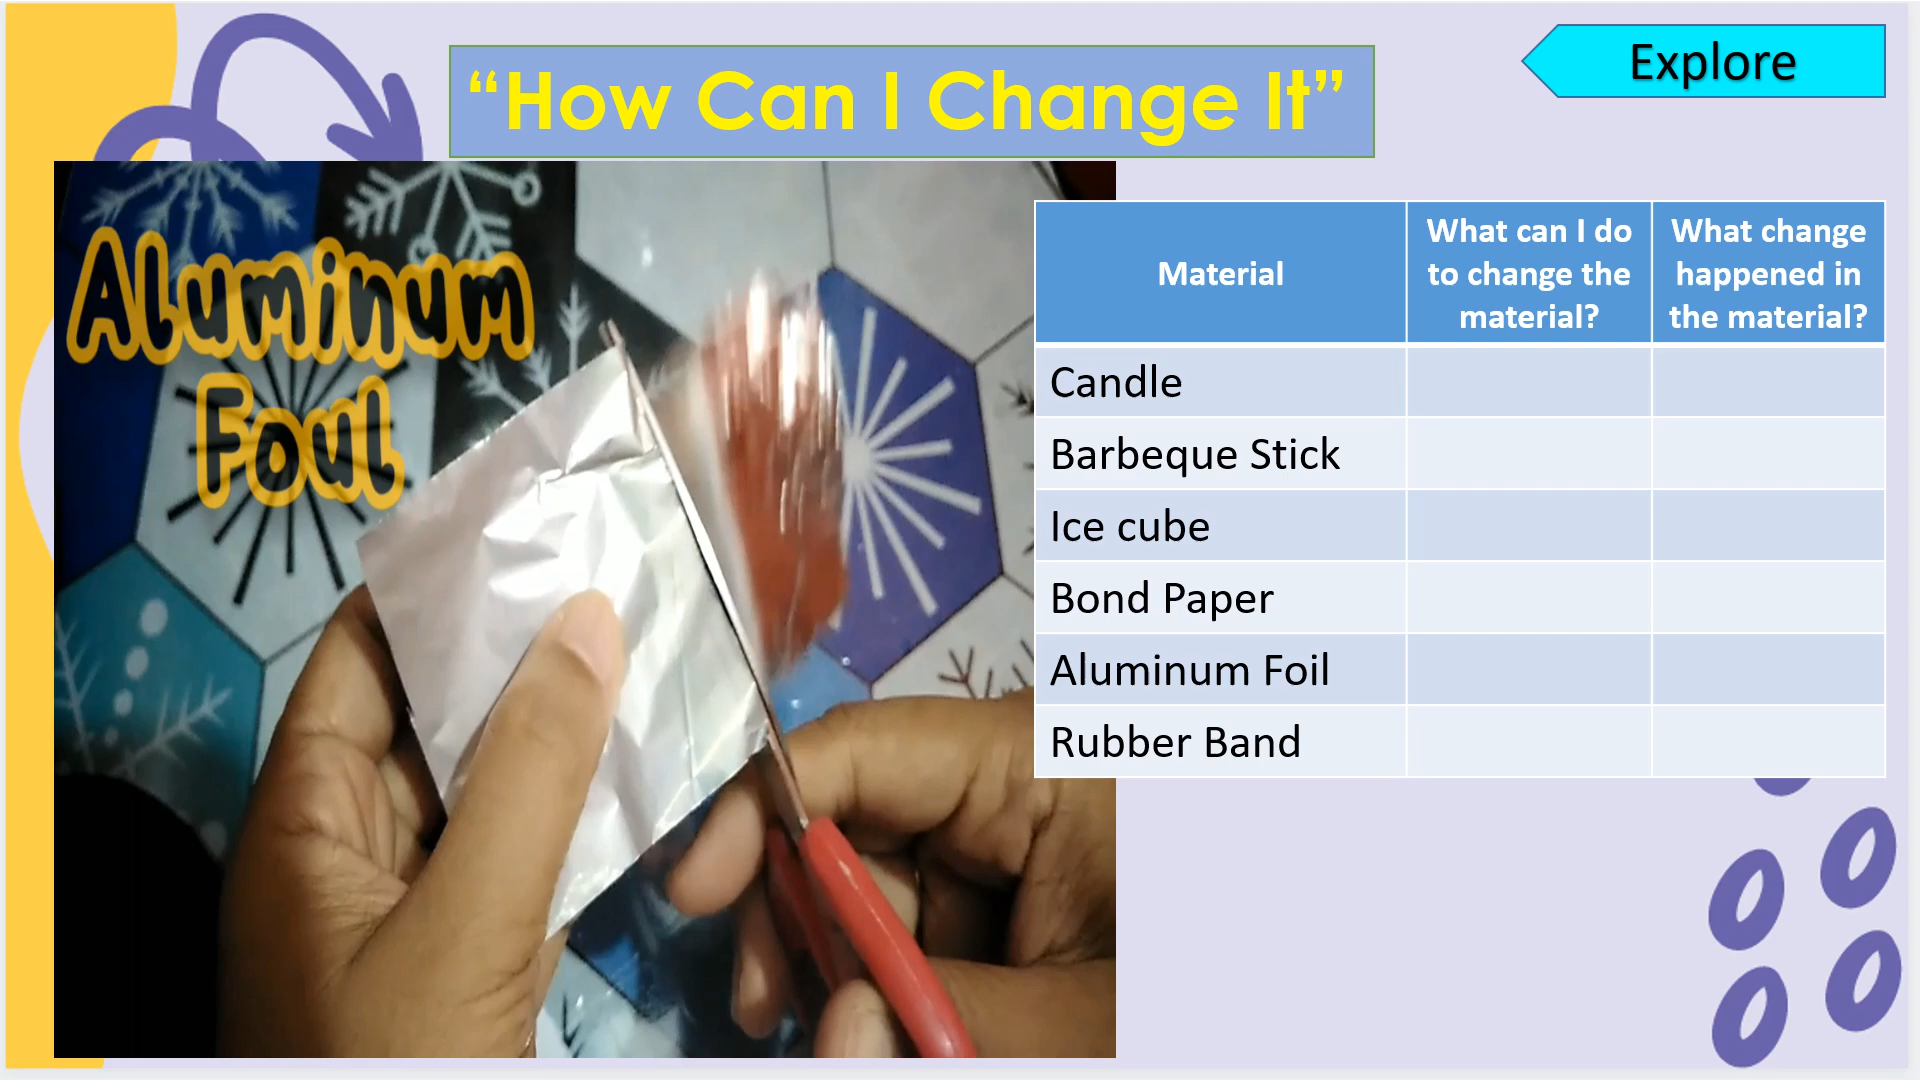 “How Can I Change It”
Explore
Aluminum
Foul
Material
What can I do
to change the
material?
What change
happened in
the material?
Candle
Barbeque Stick
Ice cube
Bond Paper
Aluminum Foil
Rubber Band